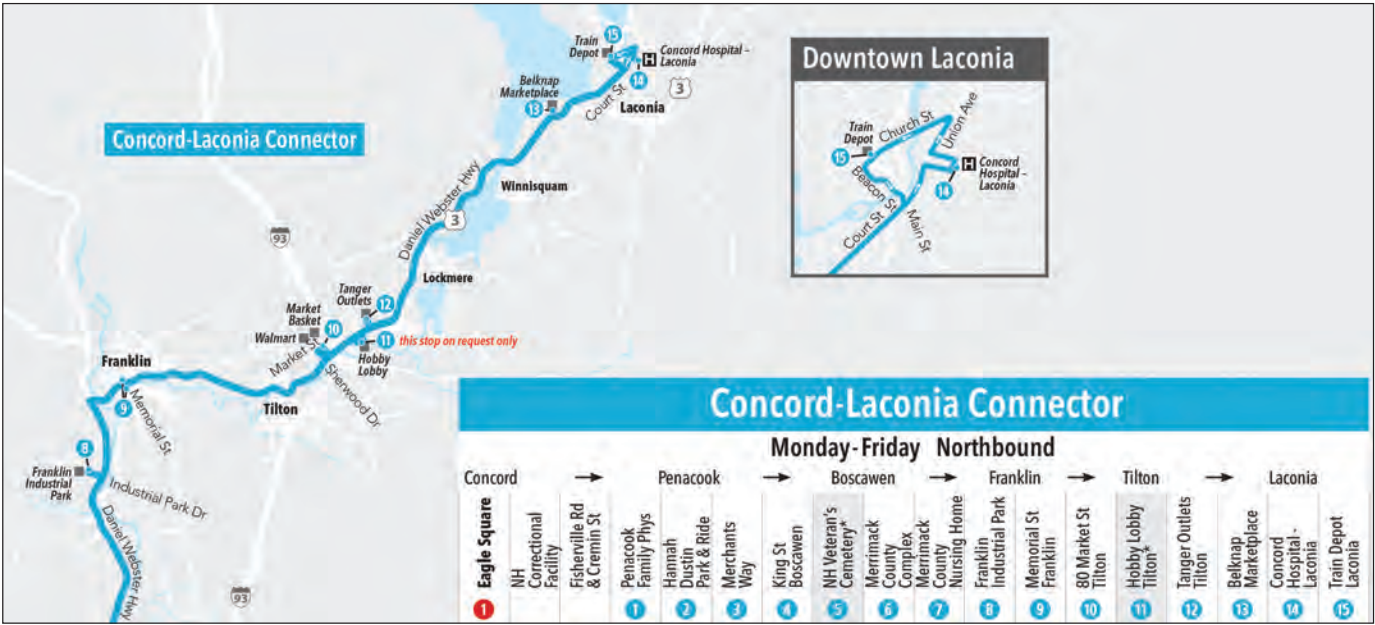 Concord-Laconia Connector
Train
Depot
15
H
Concord Hospital –
Laconia
14
3
Laconia
Court St
Belknap
Marketplace
13
Winnisquam
Daniel Webster Hwy
3
93
Lockmere
Tanger
Outlets
12
Market
Basket
10
Walmart
Market St
11
this stop on request only
Hobby
Lobby
Sherwood Dr
Franklin
Tilton
9
Memorial St
8
Franklin
Industrial
Park
Industrial Park Dr
Daniel Webster Hwy
93
Downtown Laconia
Train
Depot
15
Church St
Union Ave
H
Concord
Hospital –
Laconia
14
Beacon St
Court St
Main St
Concord-Laconia Connector
Monday-Friday Northbound
Concord → Penacook → Boscawen → Franklin → Tilton → Laconia
Eagle Square
1
NH
Correctional
Facility
Fisherville Rd
& Cremin St
Penacook
Family Phys
1
Hannah
Dustin
Park & Ride
2
Merchants
Way
3
King St
Boscawen
4
NH Veteran's
Cemetery*
5
Merrimack
County
Complex
6
Merrimack
County
Nursing Home
7
Franklin
Industrial Park
8
Memorial St
Franklin
9
80 Market St
Tilton
10
Hobby Lobby
Tilton*
11
Tanger Outlets
Tilton
12
Belknap
Marketplace
13
Concord
Hospital -
Laconia
14
Train Depot
Laconia
15